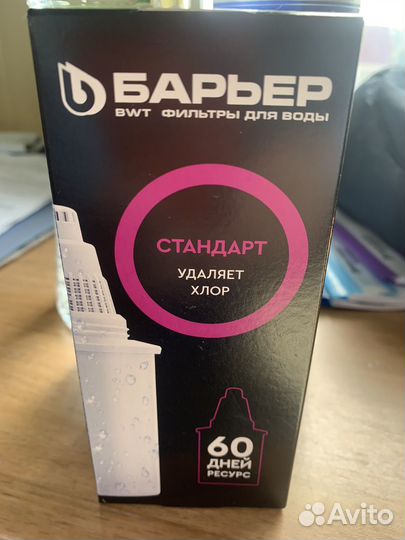 БАРЬЕР
BWT ФИЛЬТРЫ ДЛЯ ВОДЫ
СТАНДАРТ
УДАЛЯЕТ
ХЛОР
60
ДНЕЙ
РЕСУРС
Avito